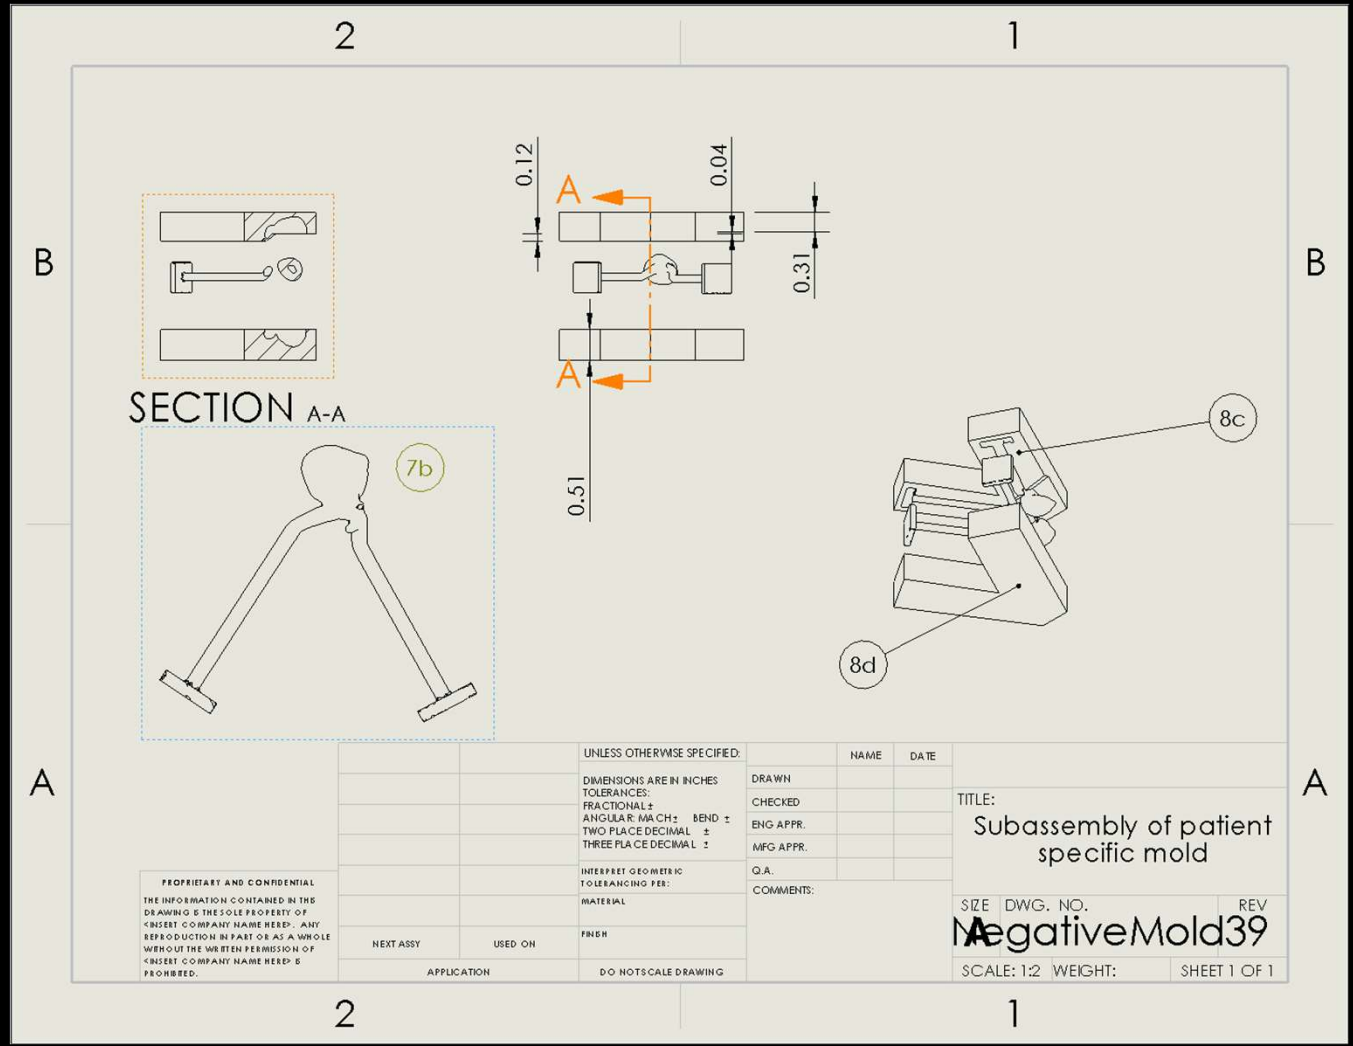 2 1
B B
0.12
0.04
0.31
0.51
A
A
SECTION A-A
7b
8c
8d
A A
UNLESS OTHERWISE SPECIFIED:
DIMENSIONS ARE IN INCHES
TOLERANCES:
FRACTIONAL ±
ANGULAR: MACH ± BEND ±
TWO PLACE DECIMAL ±
THREE PLACE DECIMAL ±
INTERPRET GEOMETRIC
TOLERANCING PER:
MATERIAL
FINISH
DO NOT SCALE DRAWING
NAME DATE
DRAWN
CHECKED
ENG APPR.
MFG APPR.
Q.A.
COMMENTS:
TITLE:
Subassembly of patient
specific mold
SIZE DWG. NO. REV
A
NegativeMold39
SCALE: 1:2 WEIGHT: SHEET 1 OF 1
NEXT ASSY USED ON
APPLICATION
PROPRIETARY AND CONFIDENTIAL
THE INFORMATION CONTAINED IN THIS
DRAWING IS THE SOLE PROPERTY OF
<INSERT COMPANY NAME HERE>. ANY
REPRODUCTION IN PART OR AS A WHOLE
WITHOUT THE WRITTEN PERMISSION OF
<INSERT COMPANY NAME HERE> IS
PROHIBITED.
2 1